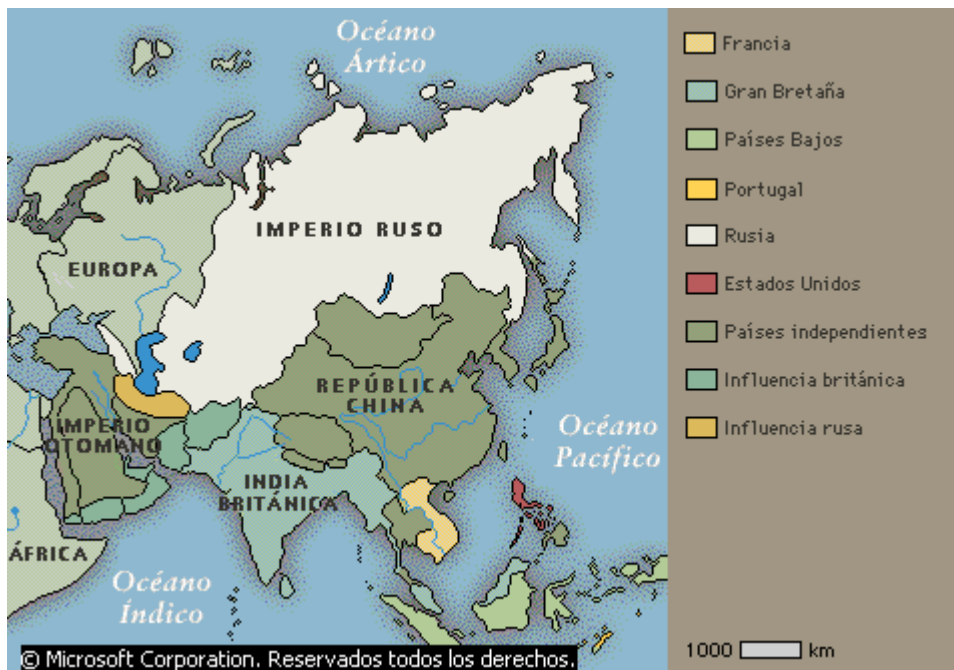 Océano
Ártico
IMPERIO RUSO
EUROPA
REPÚBLICA
CHINA
IMPERIO
OTOMANO
INDIA
BRITÁNICA
Océano
Pacífico
ÁFRICA
Océano
Índico
© Microsoft Corporation. Reservados todos los derechos.
Francia
Gran Bretaña
Países Bajos
Portugal
Rusia
Estados Unidos
Países independientes
Influencia británica
Influencia rusa
1000 km